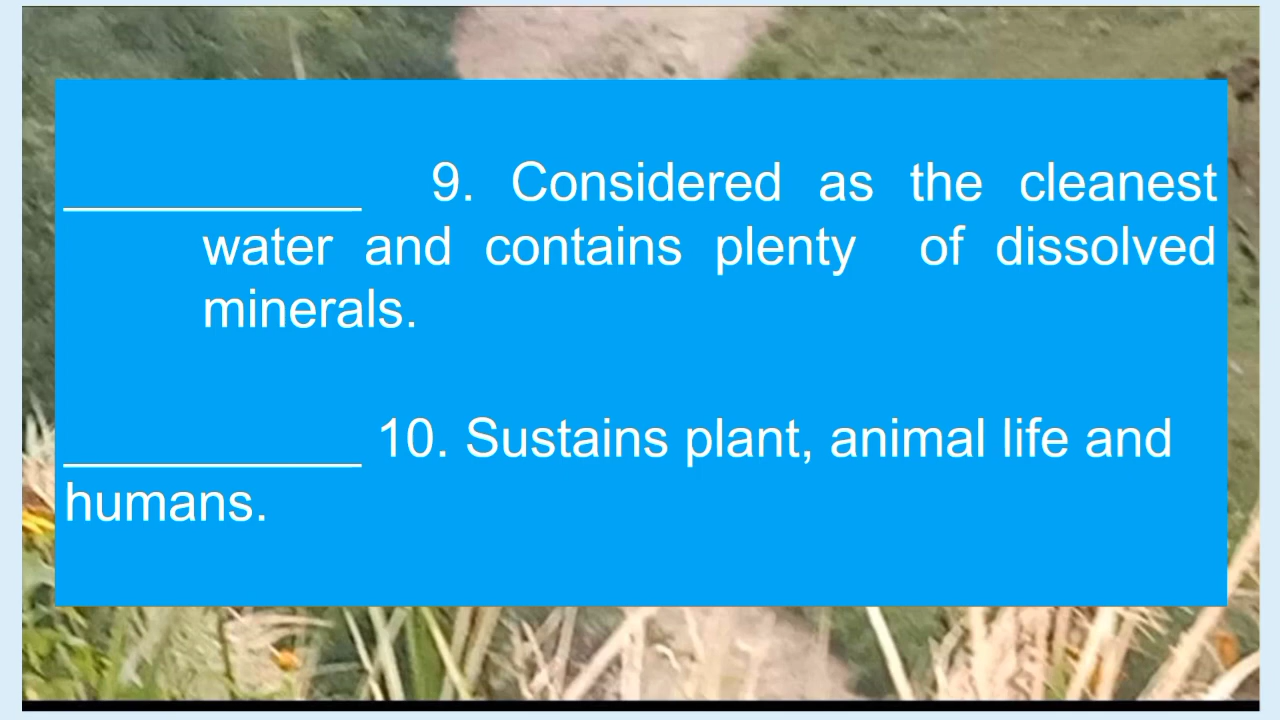 ___________ 9. Considered as the cleanest
water and contains plenty of dissolved
minerals.
___________ 10. Sustains plant, animal life and
humans.